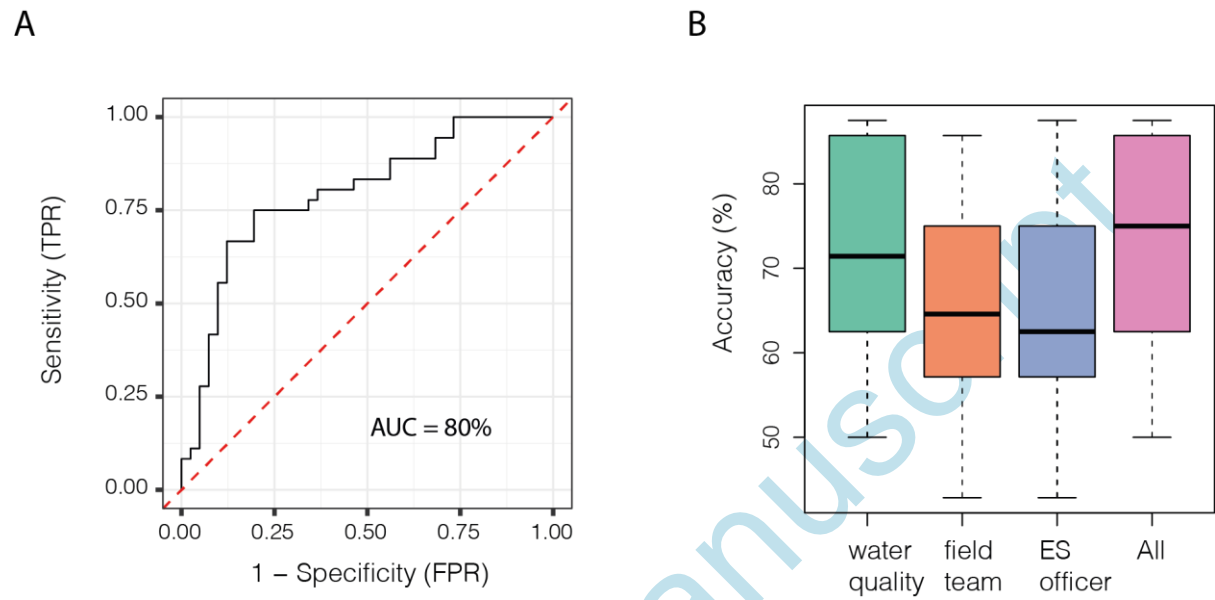 A
Sensitivity (TPR)
1.00
0.75
0.50
0.25
0.00
AUC = 80%
0.00 0.25 0.50 0.75 1.00
1 – Specificity (FPR)
B
Accuracy (%)
80
70
60
50
water field ES All
quality team officer